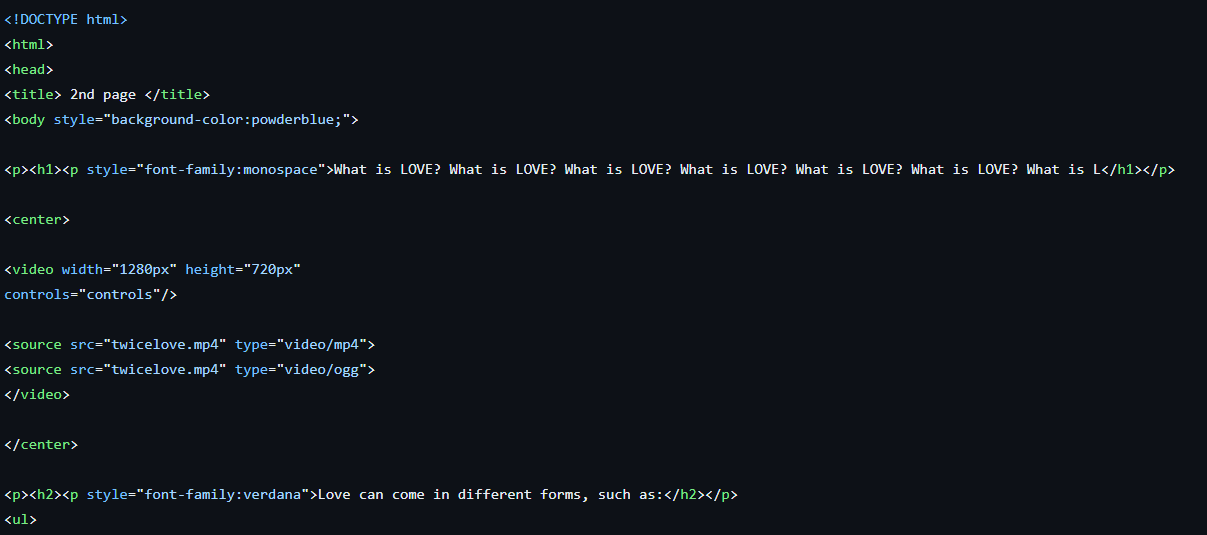 <!DOCTYPE html>
<html>
<head>
<title> 2nd page </title>
<body style="background-color:powderblue;">
<p><h1><p style="font-family:monospace">What is LOVE? What is LOVE? What is LOVE? What is LOVE? What is LOVE? What is LOVE? What is L</h1></p>
<center>
<video width="1280px" height="720px"
controls="controls"/>
<source src="twicelove.mp4" type="video/mp4">
<source src="twicelove.mp4" type="video/ogg">
</video>
</center>
<p><h2><p style="font-family:verdana">Love can come in different forms, such as:</h2></p>
<ul>